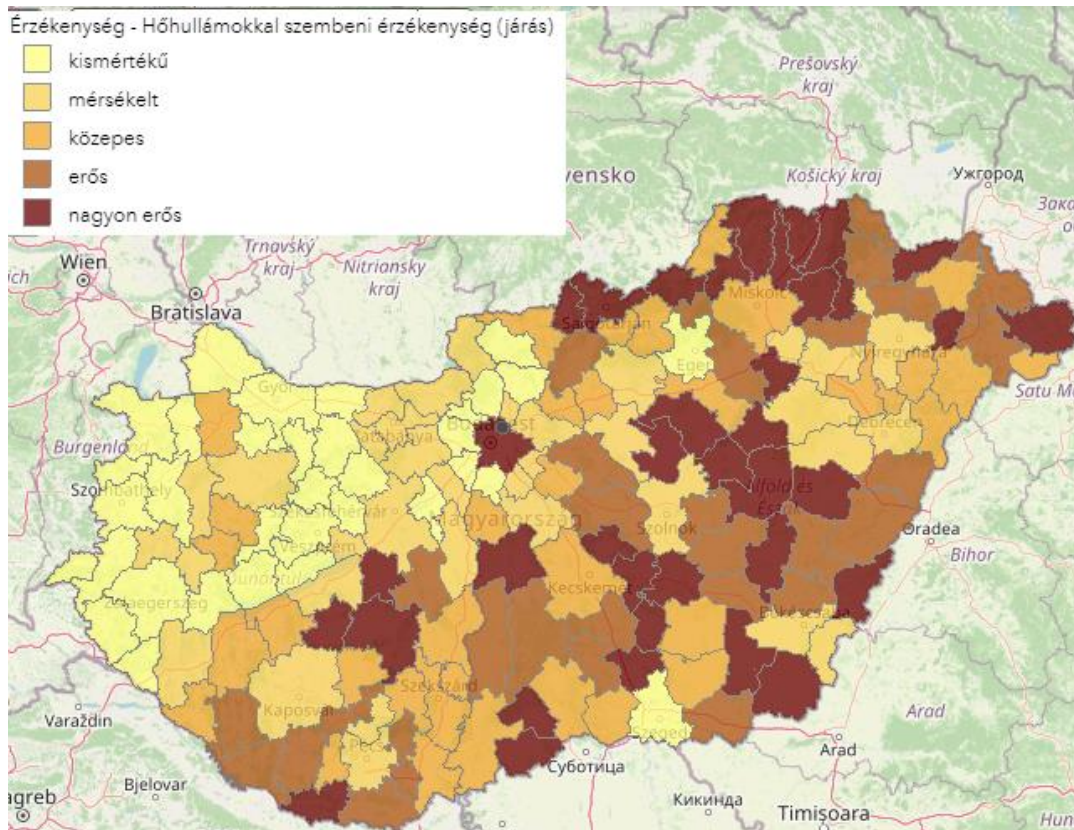 Érzékenység - Hőhullámokkal szembeni érzékenység (járás)
kismértékű
mérsékelt
közepes
erős
nagyon erős
Prešovský
kraj
vensko
Košický kraj
Ужгород
Trnavský
kraj
Nitriansky
kraj
Wien
Bratislava
Miskolc
Salgótarján
Nyíregyháza
Eger
Satu M
Győr
Budapest
Debrecen
Tatabánya
Burgenland
Szombathely
Székesfehérvár
Magyarország
Szolnok
Oradea
Veszprém
Bihor
Kecskemét
Zalaegerszeg
Békéscsaba
Szekszárd
Kaposvár
Varaždin
Arad
Pécs
Szeged
Arad
Суботица
Bjelovar
agreb
Кикинда
Timișoara
Hun